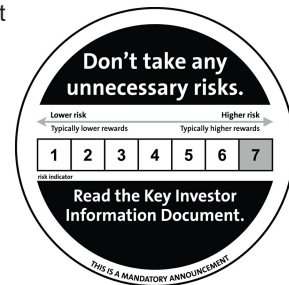 t
Don't take any
unnecessary risks.
Lower risk Higher risk
Typically lower rewards Typically higher rewards
1 2 3 4 5 6 7
risk indicator
Read the Key Investor
Information Document.
THIS IS A MANDATORY ANNOUNCEMENT